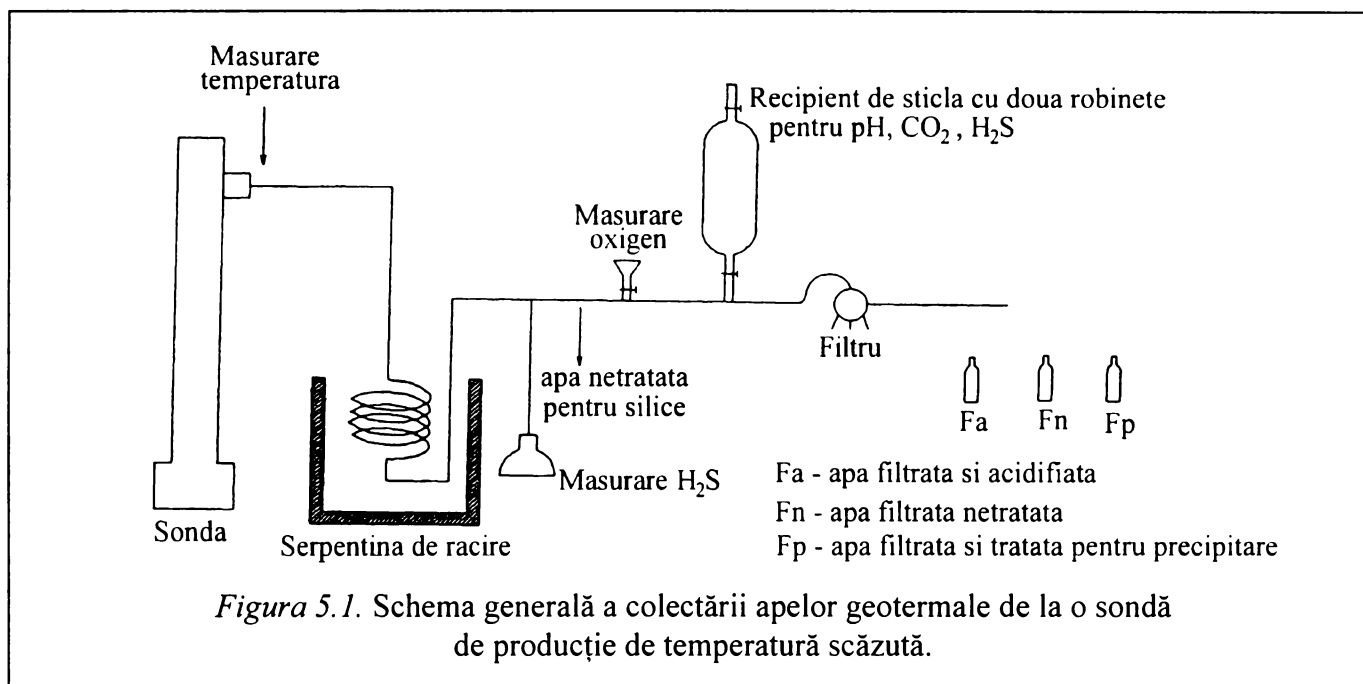 Masurare
temperatura
Recipient de sticla cu doua robinete
pentru pH, CO₂ , H₂S
Masurare
oxigen
Filtru
apa netratata
pentru silice
Fa
Fn
Fp
Masurare H₂S
Sonda
Serpentina de racire
Fa - apa filtrata si acidifiata
Fn - apa filtrata netratata
Fp - apa filtrata si tratata pentru precipitare
Figura 5.1. Schema generală a colectării apelor geotermale de la o sondă
de producție de temperatură scăzută.